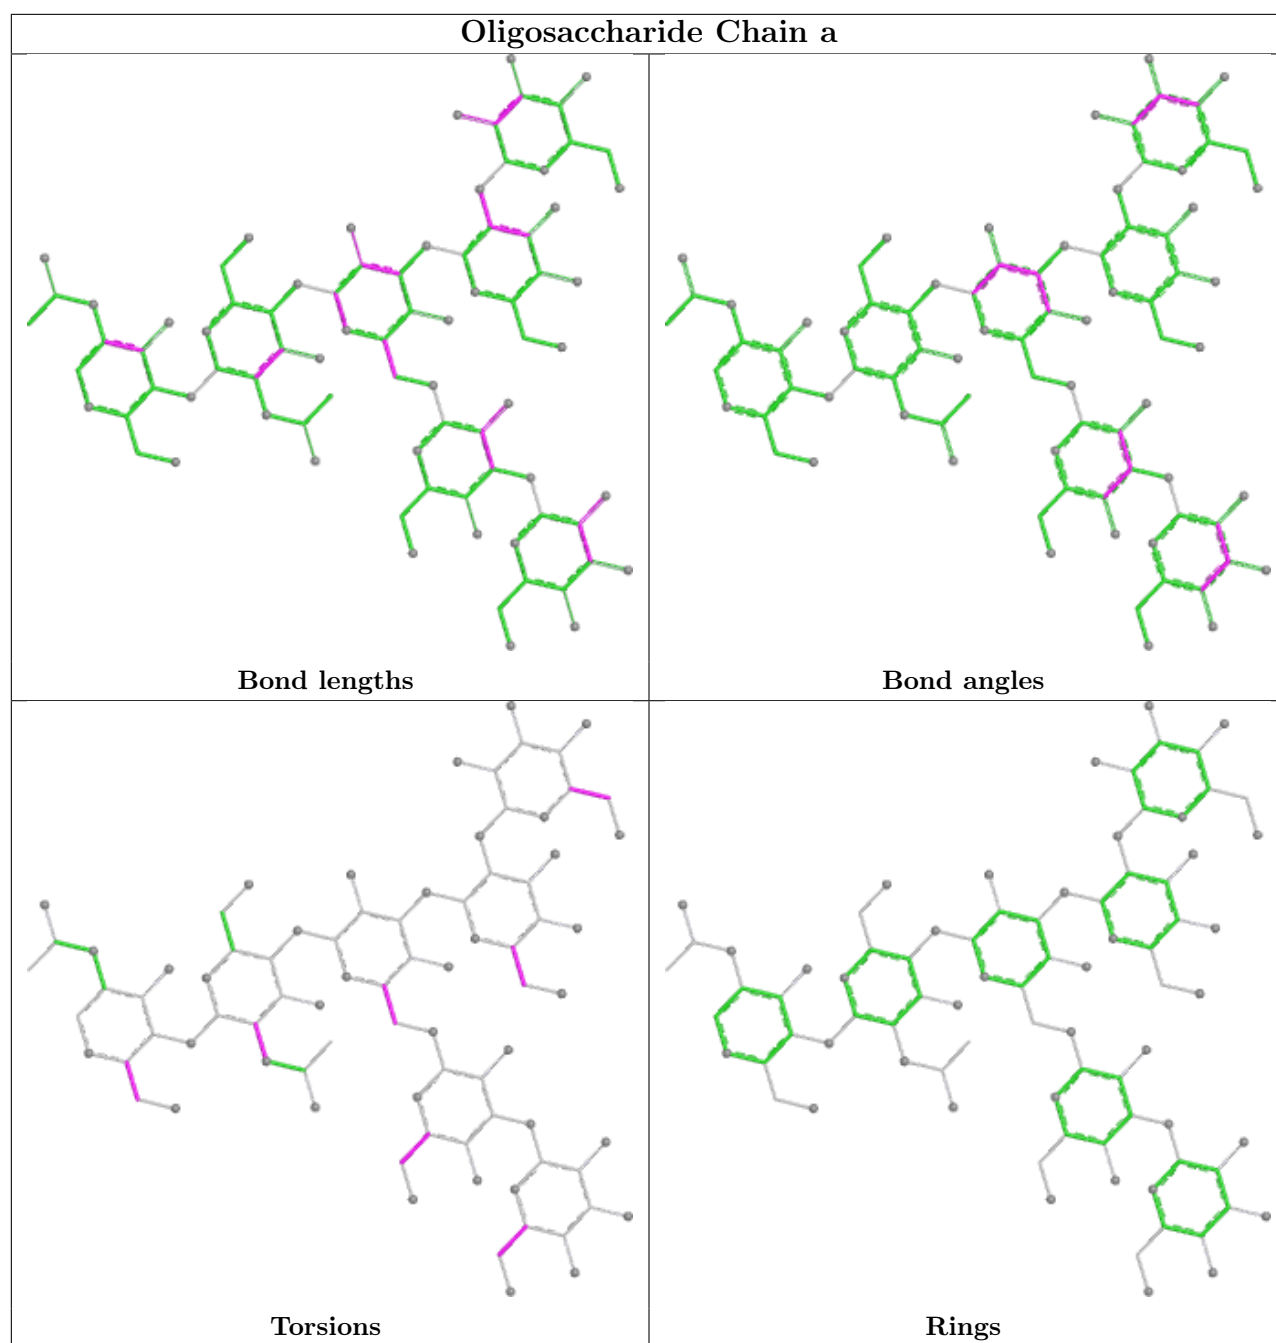 Oligosaccharide Chain a
Bond lengths
Bond angles
Torsions
Rings